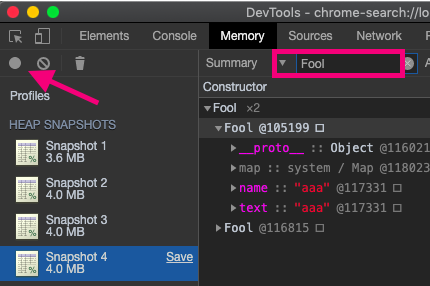 DevTools - chrome-search://lo
Elements Console Memory Sources Network
Summary Fool
Profiles
HEAP SNAPSHOTS
Snapshot 1
3.6 MB
Snapshot 2
4.0 MB
Snapshot 3
4.0 MB
Snapshot 4 Save
4.0 MB
Constructor
Fool ×2
Fool @105199
__proto__ :: Object @116021
map :: system / Map @118023
name :: "aaa" @117331
text :: "aaa" @117331
Fool @116815